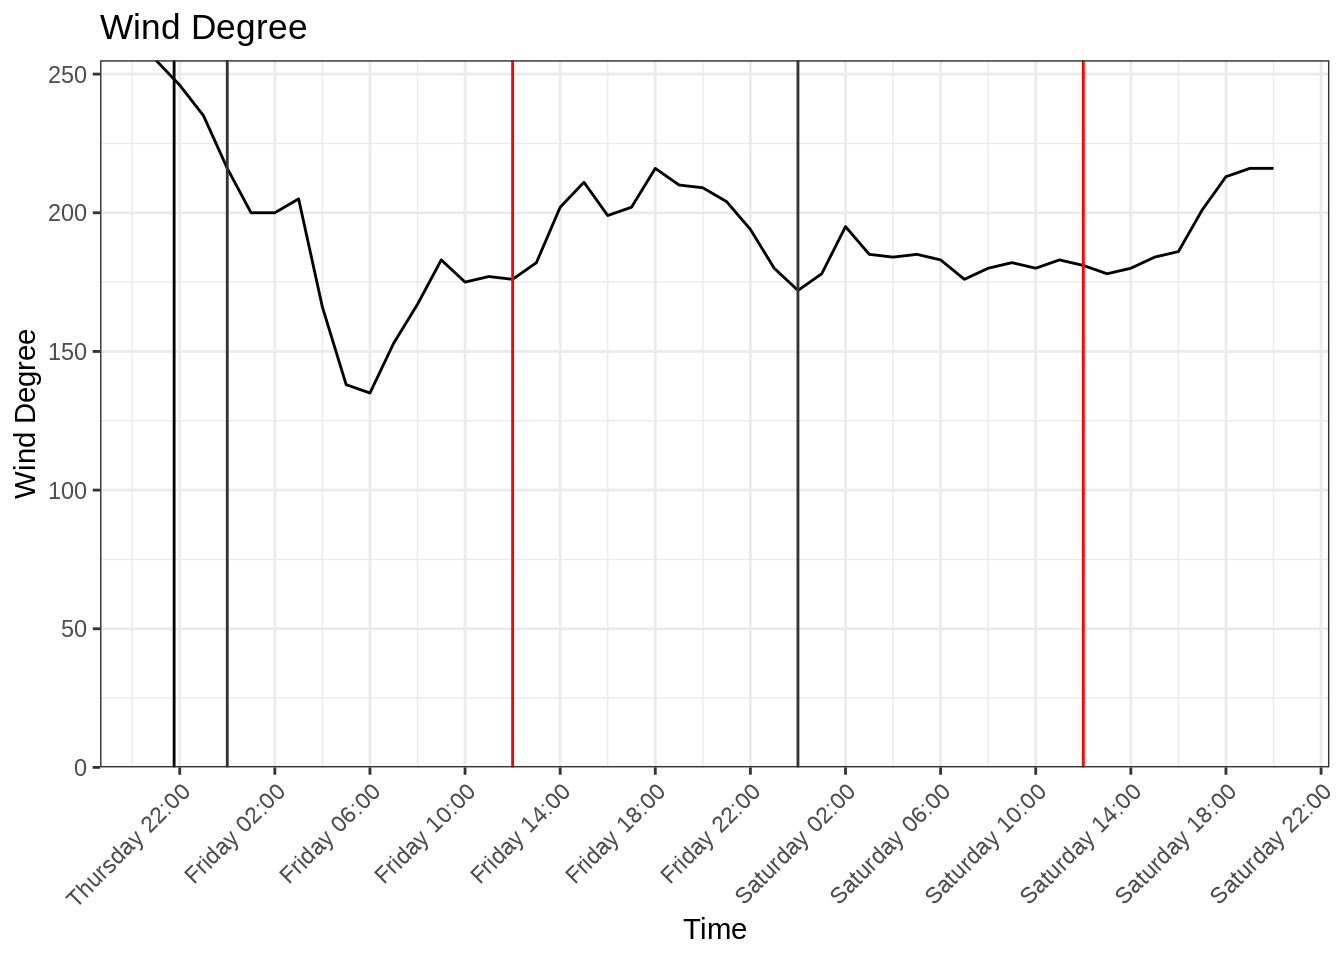 Wind Degree
Wind Degree
250
200
150
100
50
0
Thursday 22:00
Friday 02:00
Friday 06:00
Friday 10:00
Friday 14:00
Friday 18:00
Friday 22:00
Saturday 02:00
Saturday 06:00
Saturday 10:00
Saturday 14:00
Saturday 18:00
Saturday 22:00
Time